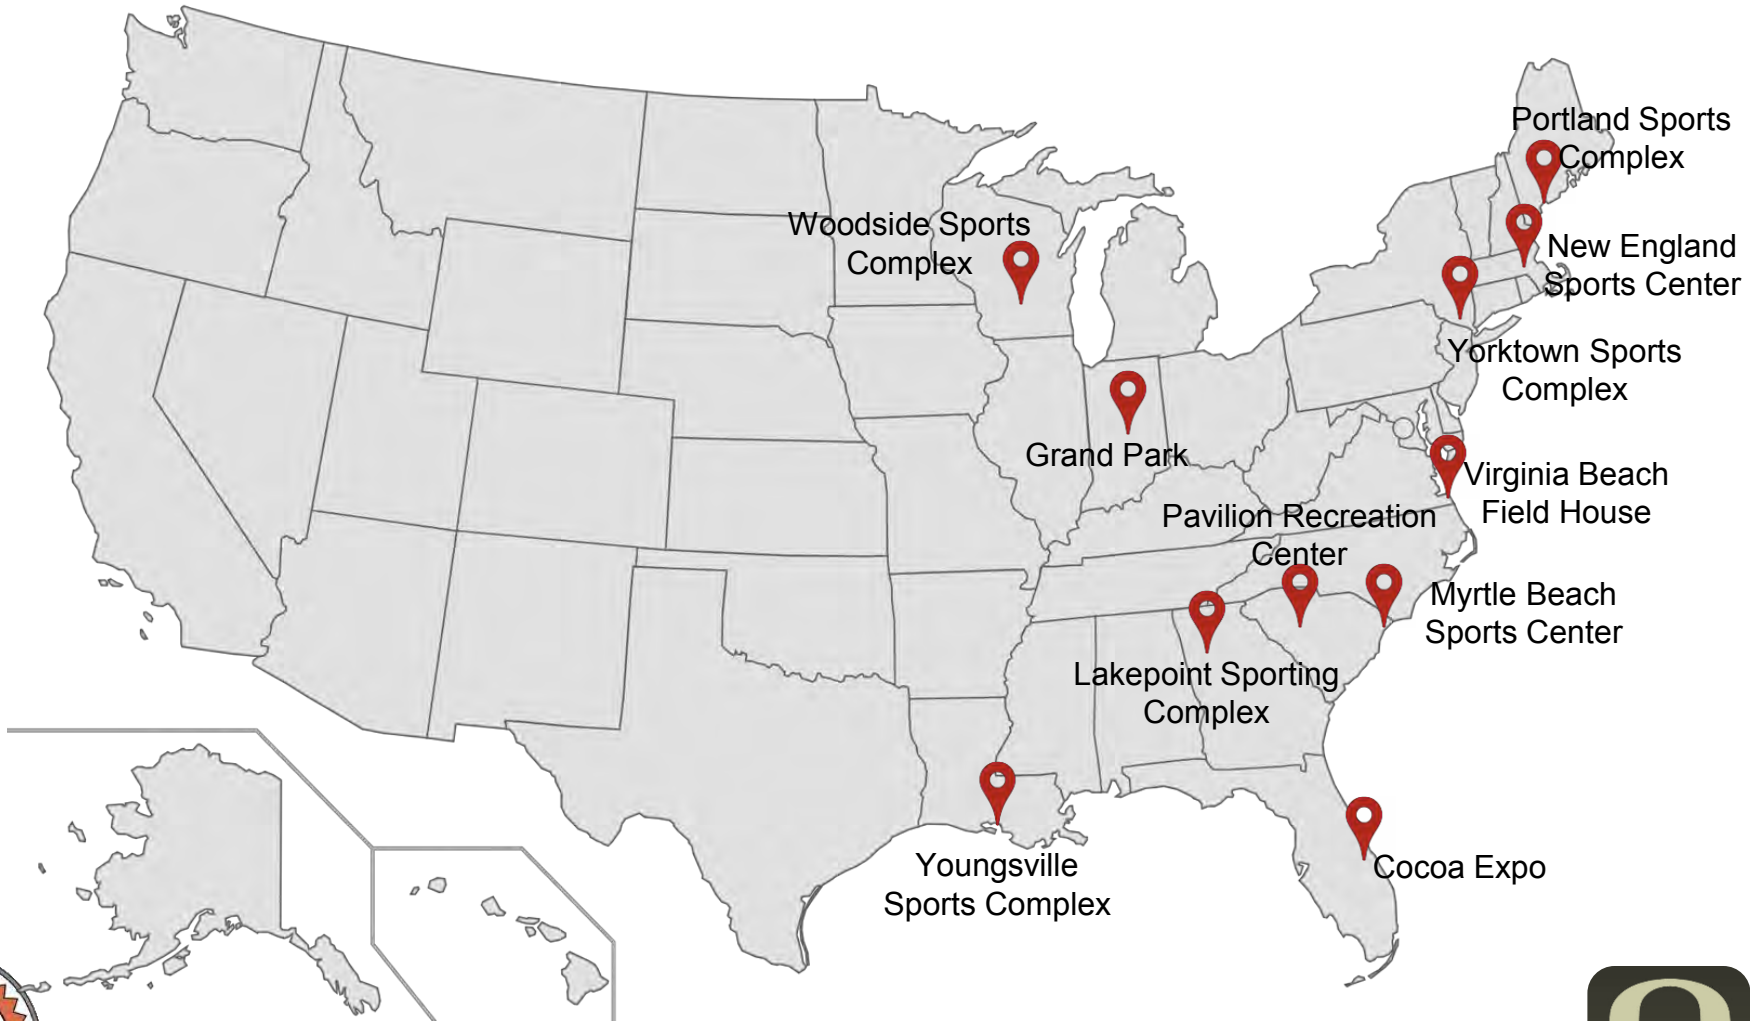 Portland Sports
Complex
Woodside Sports
Complex
New England
Sports Center
Yorktown Sports
Complex
Grand Park
Virginia Beach
Field House
Pavilion Recreation
Center
Myrtle Beach
Sports Center
Lakepoint Sporting
Complex
Youngsville
Sports Complex
Cocoa Expo